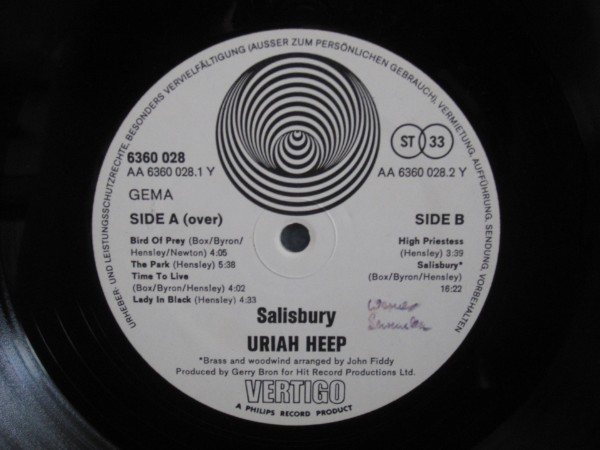 URHEBER- UND LEISTUNGSSCHUTZRECHTE, BESONDERS VERVIELFÄLTIGUNG (AUSSER ZUM PERSÖNLICHEN GEBRAUCH), VERMIETUNG, AUFFÜHRUNG, SENDUNG, VORBEHALTEN
6360 028
AA 6360 028.1 Y
ST 33
AA 6360 028.2 Y
GEMA
SIDE A (over)
Bird Of Prey (Box/Byron/
Hensley/Newton) 4:05
The Park (Hensley) 5:38
Time To Live
(Box/Byron/Hensley) 4:02
Lady In Black (Hensley) 4:33
SIDE B
High Priestess
(Hensley) 3:39
Salisbury*
(Box/Byron/Hensley)
16:22
Salisbury
URIAH HEEP
*Brass and woodwind arranged by John Fiddy
Produced by Gerry Bron for Hit Record Productions Ltd.
VERTIGO
A PHILIPS RECORD PRODUCT